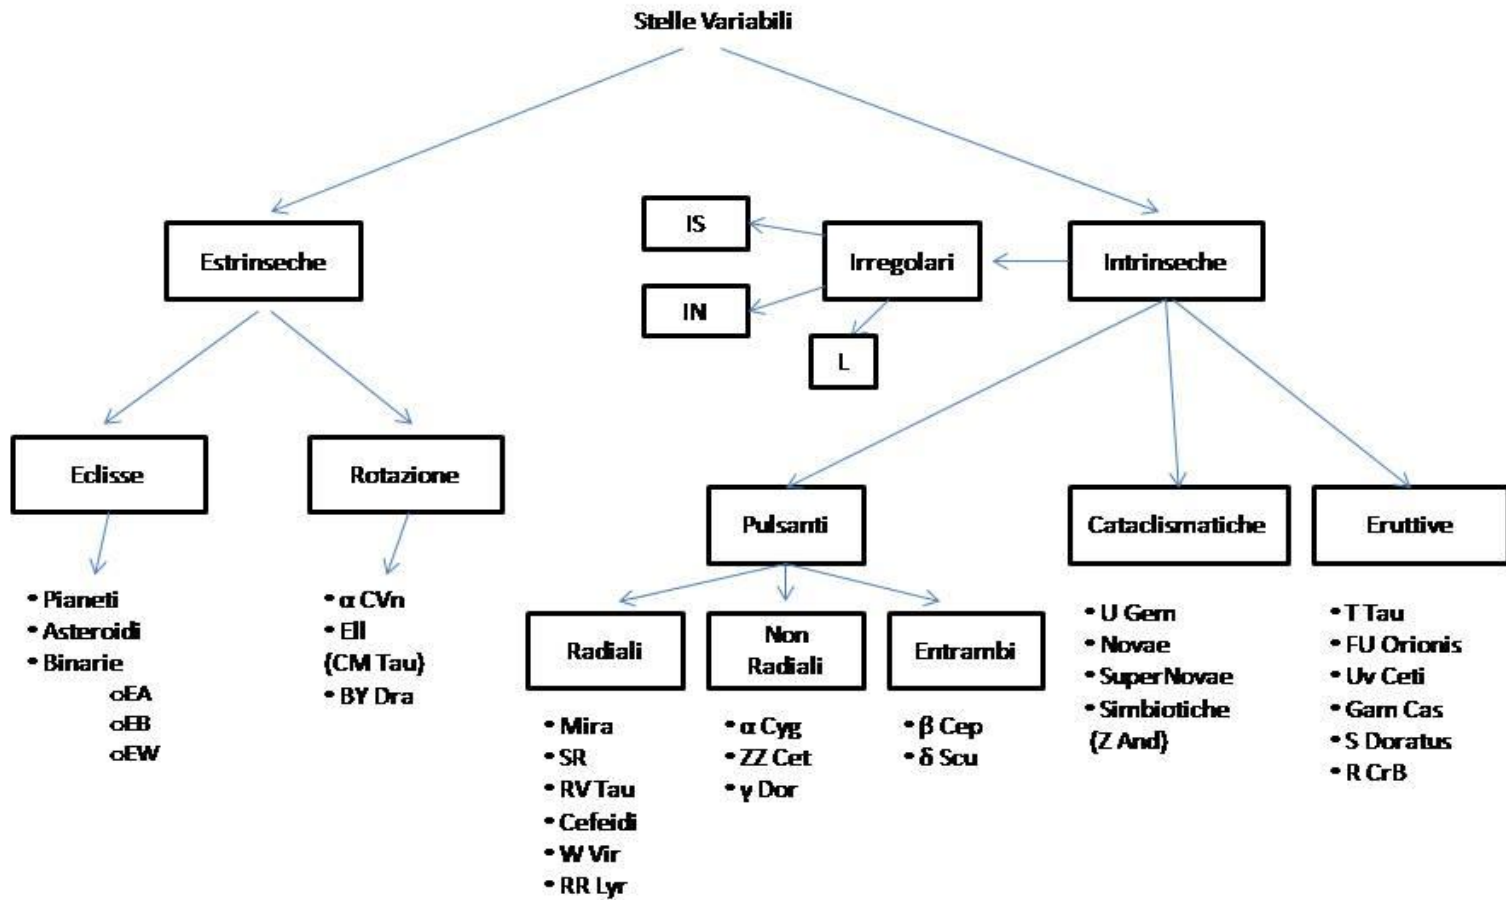 Stelle Variabili
Estrinseche
IS
IN
Irregolari
L
Intrinseche
Eclisse
Rotazione
Pulsanti
Cataclismatiche
Eruttive
• Pianeti
• Asteroidi
• Binarie
oEA
oEB
oEW
• α CVn
• Ell
(CM Tau)
• BY Dra
Radiali
Non
Radiali
Entrambi
• Mira
• SR
• RV Tau
• Cefeidi
• W Vir
• RR Lyr
• α Cyg
• ZZ Cet
• γ Dor
• β Cep
• δ Scu
• U Gem
• Novae
• SuperNovae
• Simbiotiche
(Z And)
• T Tau
• FU Orionis
• Uv Ceti
• Gam Cas
• S Doratus
• R CrB